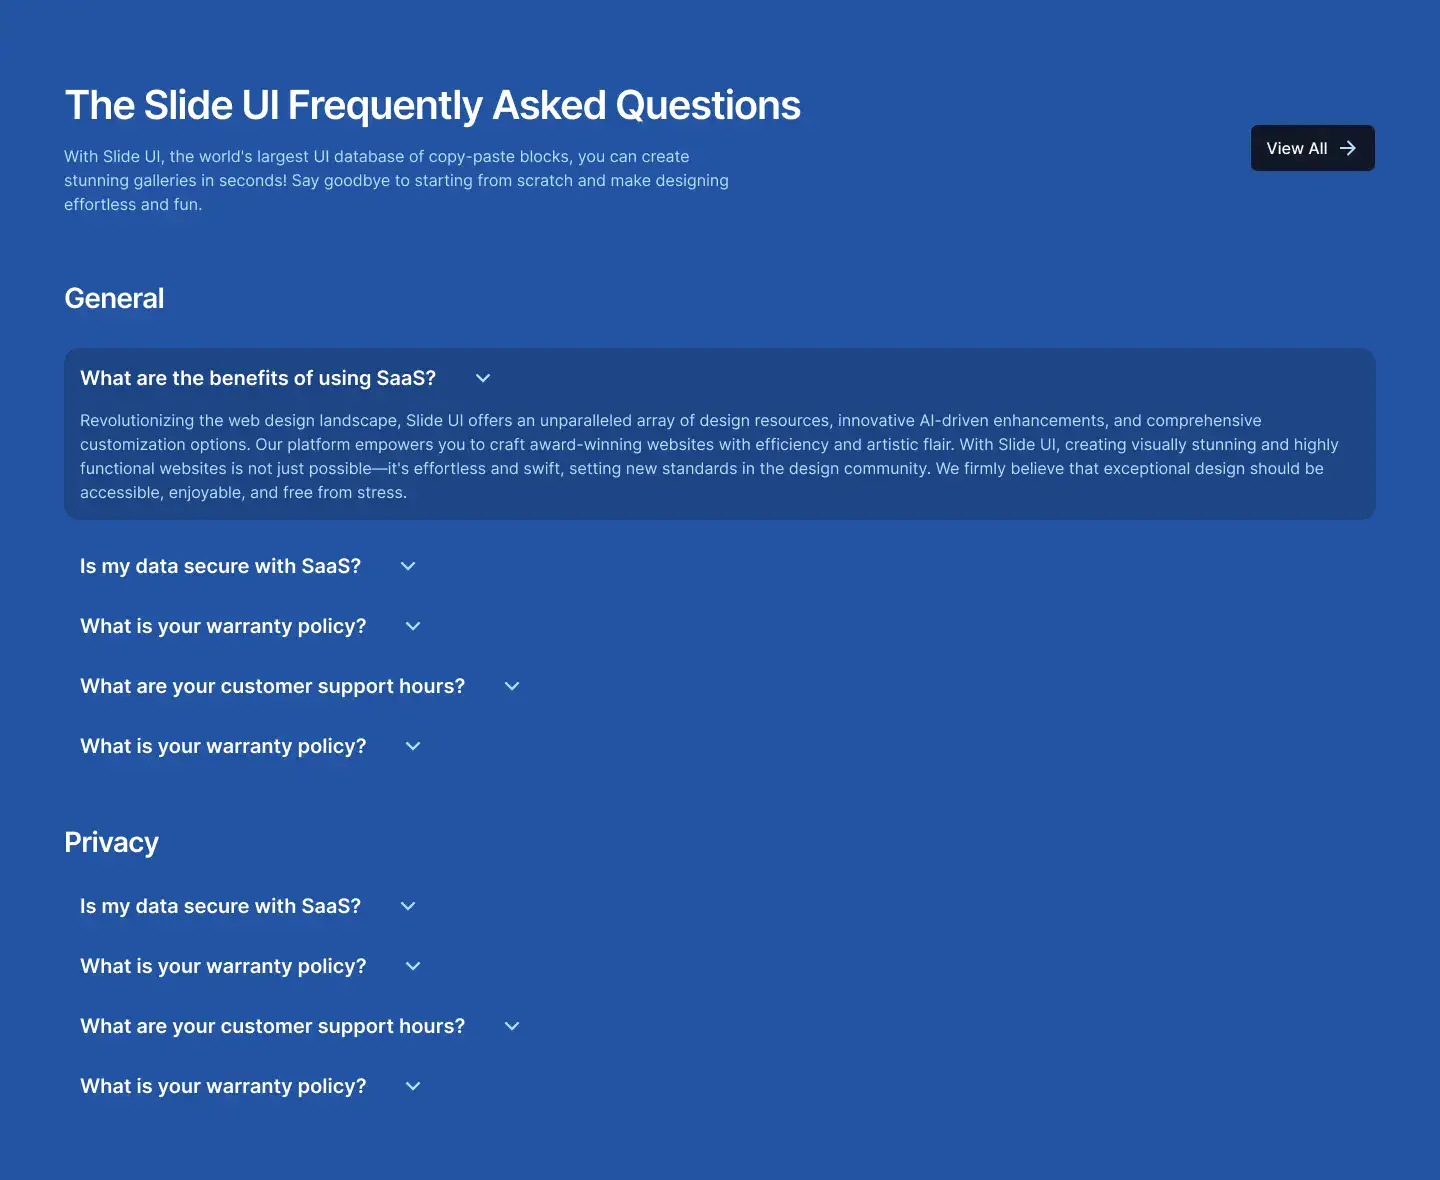 The Slide UI Frequently Asked Questions
With Slide UI, the world's largest UI database of copy-paste blocks, you can create
stunning galleries in seconds! Say goodbye to starting from scratch and make designing
effortless and fun.
View All
General
What are the benefits of using SaaS?
Revolutionizing the web design landscape, Slide UI offers an unparalleled array of design resources, innovative AI-driven enhancements, and comprehensive
customization options. Our platform empowers you to craft award-winning websites with efficiency and artistic flair. With Slide UI, creating visually stunning and highly
functional websites is not just possible—it's effortless and swift, setting new standards in the design community. We firmly believe that exceptional design should be
accessible, enjoyable, and free from stress.
Is my data secure with SaaS?
What is your warranty policy?
What are your customer support hours?
What is your warranty policy?
Privacy
Is my data secure with SaaS?
What is your warranty policy?
What are your customer support hours?
What is your warranty policy?